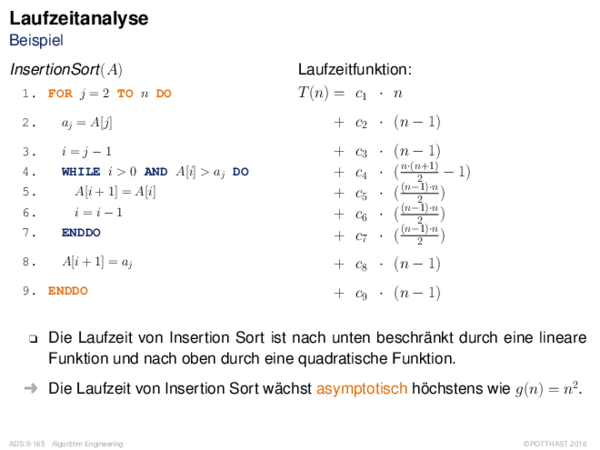 Laufzeitanalyse
Beispiel
InsertionSort(A) Laufzeitfunktion:
1. FOR j = 2 TO n DO T(n) = c₁ · n
2. aⱼ = A[j] + c₂ · (n − 1)
3. i = j − 1 + c₃ · (n − 1)
4. WHILE i > 0 AND A[i] > aⱼ DO + c₄ · (n·(n+1)/2 − 1)
5. A[i + 1] = A[i] + c₅ · ((n−1)·n/2)
6. i = i − 1 + c₆ · ((n−1)·n/2)
7. ENDDO + c₇ · ((n−1)·n/2)
8. A[i + 1] = aⱼ + c₈ · (n − 1)
9. ENDDO + c₉ · (n − 1)
❑ Die Laufzeit von Insertion Sort ist nach unten beschränkt durch eine lineare
Funktion und nach oben durch eine quadratische Funktion.
➜ Die Laufzeit von Insertion Sort wächst asymptotisch höchstens wie g(n) = n².
ADS:II-165 Algorithm Engineering © POTTHAST 2018